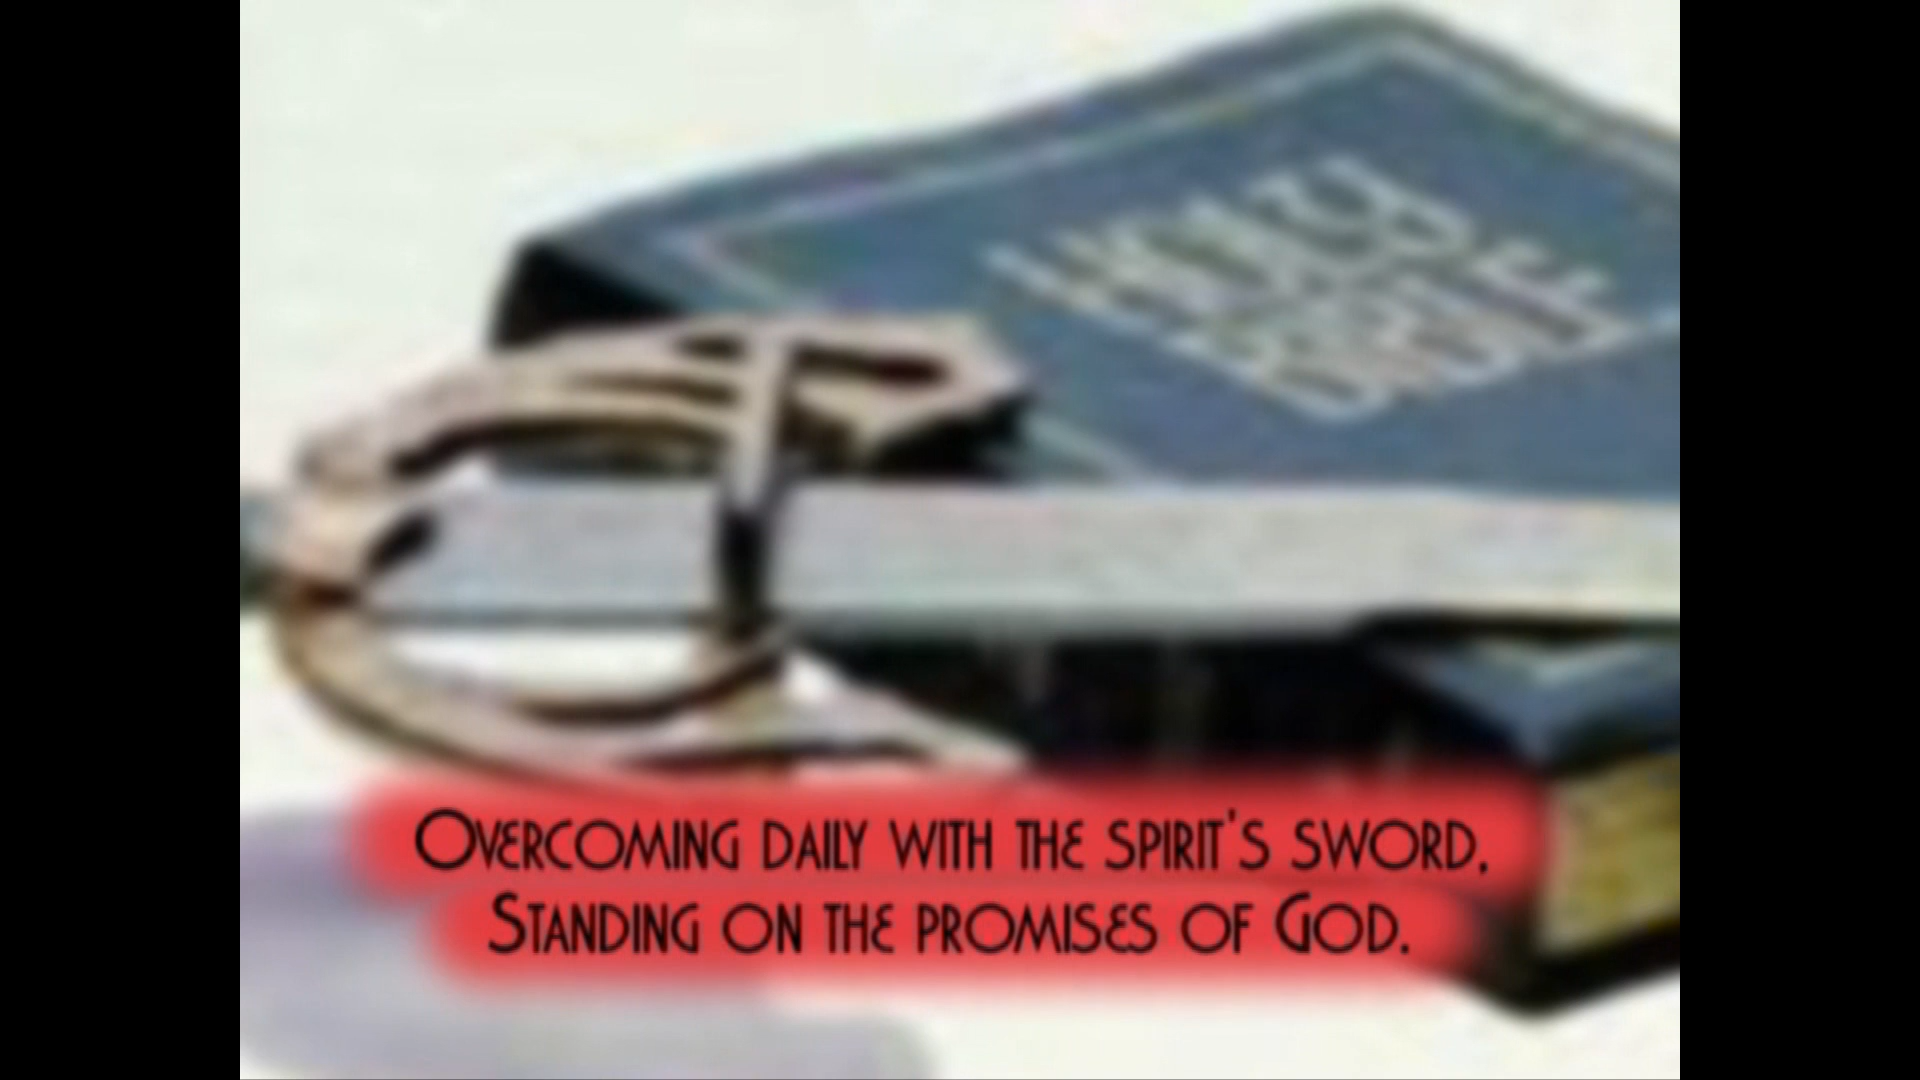 Overcoming daily with the spirit's sword,
Standing on the promises of God.